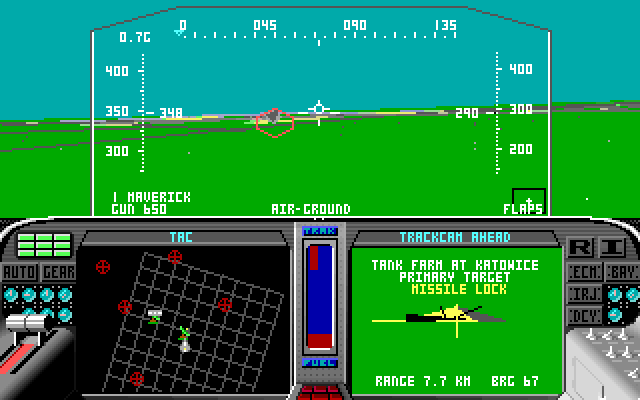 0 045 090 135
0.7G
400 400
350 348 290 300
300 200
1 MAVERICK
GUN 650 AIR-GROUND FLAPS
TRAK
TAC TRACKCAM AHEAD
R I
AUTO GEAR
ECM BAY
IRJ
DCY
TANK FARM AT KATOWICE
PRIMARY TARGET
MISSILE LOCK
FUEL
RANGE 7.7 KM BRG 67